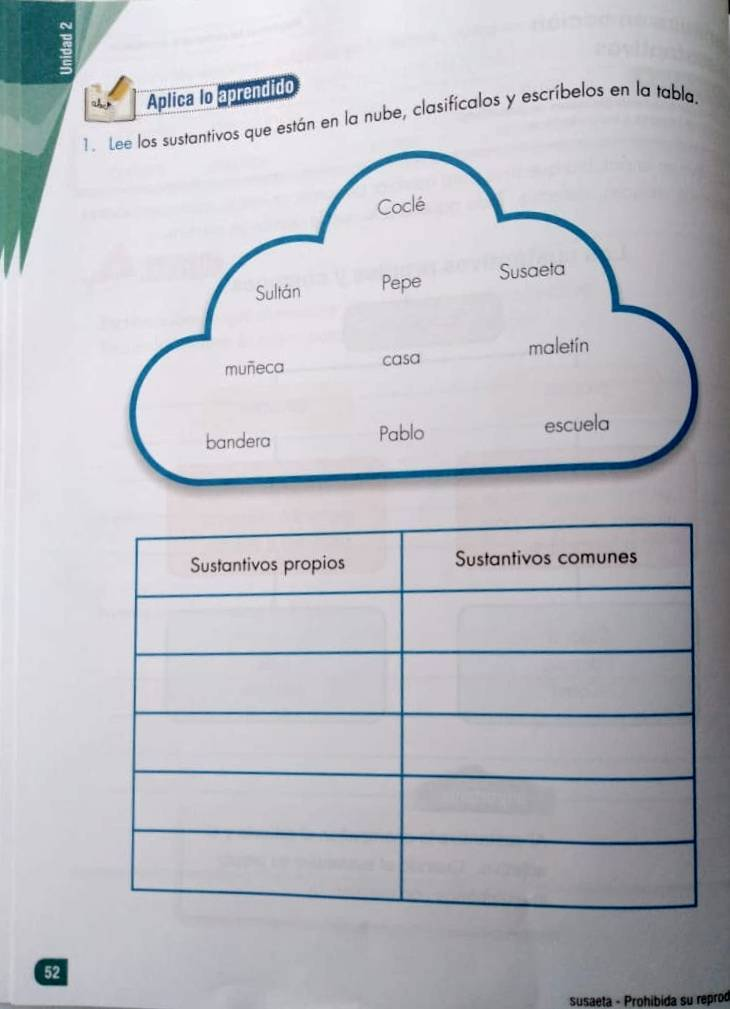 Unidad 2
Aplica lo aprendido
1. Lee los sustantivos que están en la nube, clasifícalos y escríbelos en la tabla.
Coclé
Sultán Pepe Susaeta
muñeca casa maletín
bandera Pablo escuela
Sustantivos propios Sustantivos comunes
52
susaeta - Prohibida su reprod